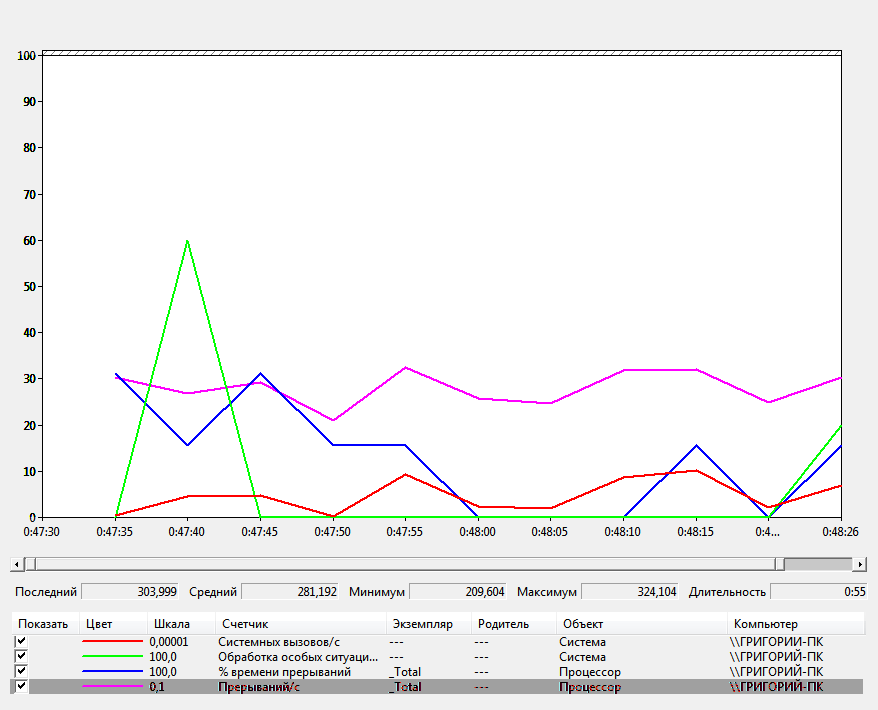 100
90
80
70
60
50
40
30
20
10
0
0:47:30 0:47:35 0:47:40 0:47:45 0:47:50 0:47:55 0:48:00 0:48:05 0:48:10 0:48:15 0:4... 0:48:26
Последний 303,999 Средний 281,192 Минимум 209,604 Максимум 324,104 Длительность 0:55
Показать Цвет Шкала Счетчик Экземпляр Родитель Объект Компьютер
0,00001 Системных вызовов/с --- --- Система \\ГРИГОРИЙ-ПК
100,0 Обработка особых ситуаци... --- --- Система \\ГРИГОРИЙ-ПК
100,0 % времени прерываний _Total --- Процессор \\ГРИГОРИЙ-ПК
0,1 Прерываний/с _Total --- Процессор \\ГРИГОРИЙ-ПК